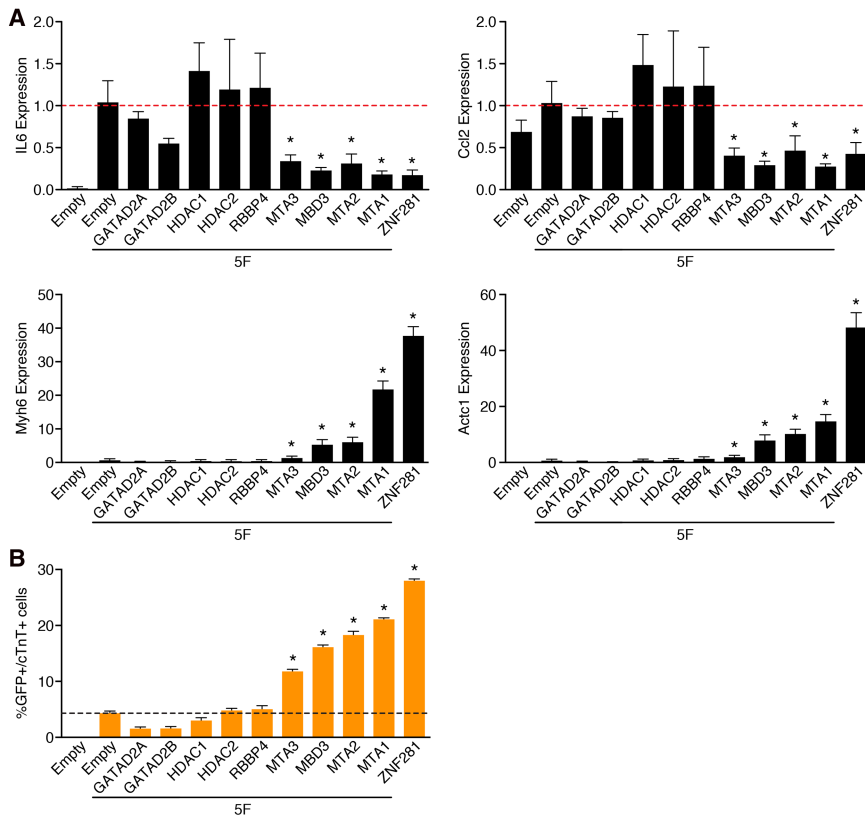 A
IL6 Expression
2.0
1.5
1.0
0.5
0.0
* * * * *
Empty Empty GATAD2A GATAD2B HDAC1 HDAC2 RBBP4 MTA3 MBD3 MTA2 MTA1 ZNF281
5F
Ccl2 Expression
2.0
1.5
1.0
0.5
0.0
* * * * *
Empty Empty GATAD2A GATAD2B HDAC1 HDAC2 RBBP4 MTA3 MBD3 MTA2 MTA1 ZNF281
5F
Myh6 Expression
50
40
30
20
10
0
* * * * *
Empty Empty GATAD2A GATAD2B HDAC1 HDAC2 RBBP4 MTA3 MBD3 MTA2 MTA1 ZNF281
5F
Actc1 Expression
60
40
20
0
* * * * *
Empty Empty GATAD2A GATAD2B HDAC1 HDAC2 RBBP4 MTA3 MBD3 MTA2 MTA1 ZNF281
5F
B
%GFP+/cTnT+ cells
30
20
10
0
* * * * *
Empty Empty GATAD2A GATAD2B HDAC1 HDAC2 RBBP4 MTA3 MBD3 MTA2 MTA1 ZNF281
5F